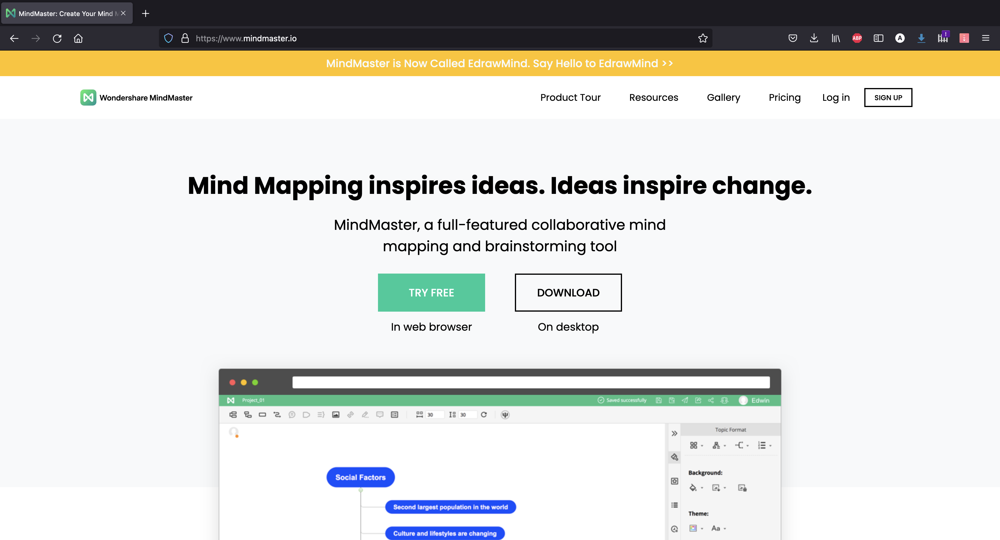 MindMaster: Create Your Mind M
https://www.mindmaster.io
ABP
A
!
MindMaster is Now Called EdrawMind. Say Hello to EdrawMind >>
Wondershare MindMaster
Product Tour
Resources
Gallery
Pricing
Log in
SIGN UP
Mind Mapping inspires ideas. Ideas inspire change.
MindMaster, a full-featured collaborative mind
mapping and brainstorming tool
TRY FREE
DOWNLOAD
In web browser
On desktop
Project_01
Saved successfully
Edwin
30
30
Topic Format
Social Factors
Background:
Second largest population in the world
Theme:
Aa
Culture and lifestyles are changing